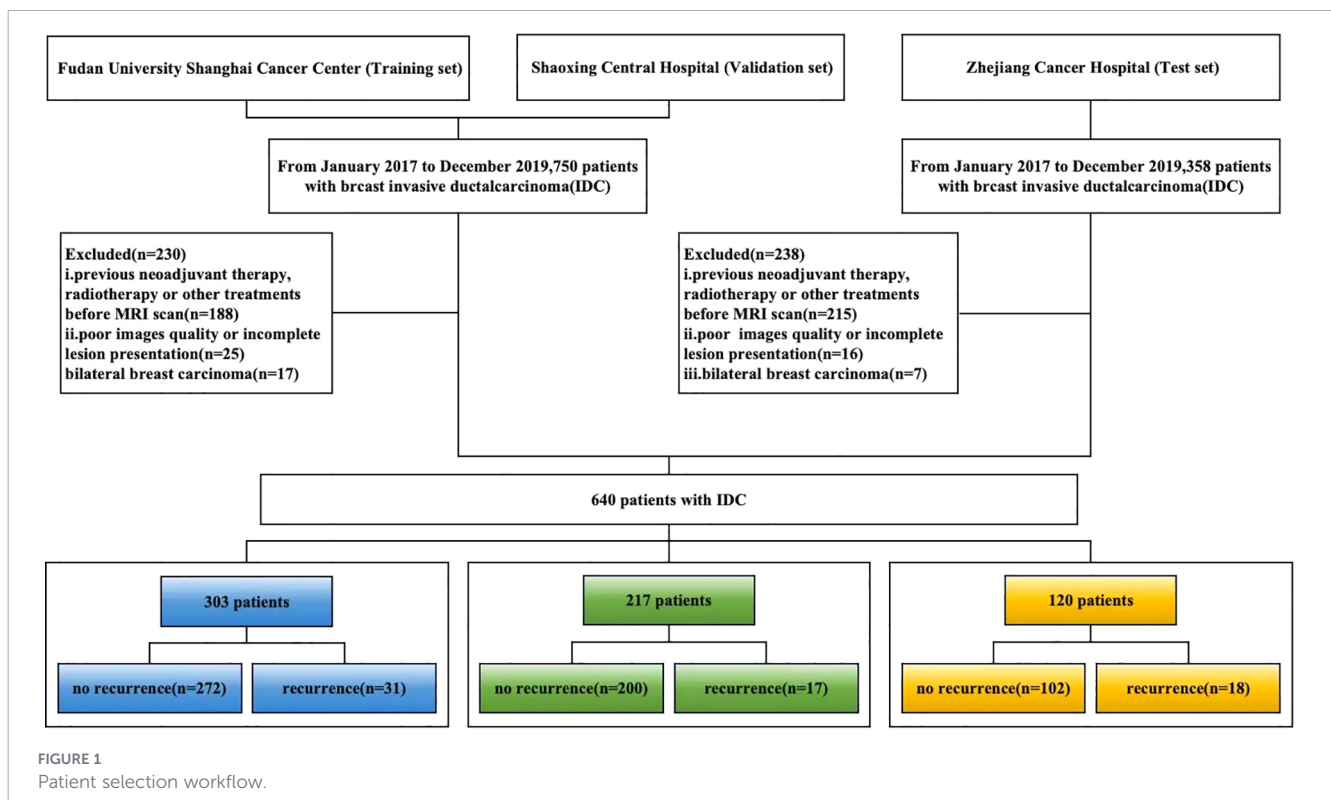 Fudan University Shanghai Cancer Center (Training set)
Shaoxing Central Hospital (Validation set)
Zhejiang Cancer Hospital (Test set)
From January 2017 to December 2019,750 patients
with brcast invasive ductalcarcinoma(IDC)
From January 2017 to December 2019,358 patients
with brcast invasive ductalcarcinoma(IDC)
Excluded(n=230)
i.previous neoadjuvant therapy,
radiotherapy or other treatments
before MRI scan(n=188)
ii.poor images quality or incomplete
lesion presentation(n=25)
bilateral breast carcinoma(n=17)
Excluded(n=238)
i.previous neoadjuvant therapy,
radiotherapy or other treatments
before MRI scan(n=215)
ii.poor images quality or incomplete
lesion presentation(n=16)
iii.bilateral breast carcinoma(n=7)
640 patients with IDC
303 patients
no recurrence(n=272)
recurrence(n=31)
217 patients
no recurrence(n=200)
recurrence(n=17)
120 patients
no recurrence(n=102)
recurrence(n=18)
FIGURE 1
Patient selection workflow.